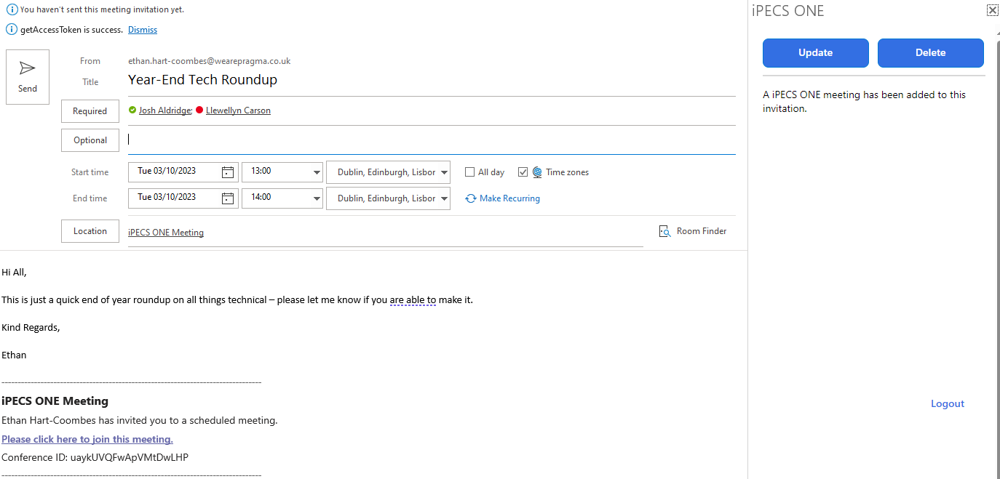 You haven't sent this meeting invitation yet.
getAccessToken is success. Dismiss
Send
From ethan.hart-coombes@wearepragma.co.uk
Title Year-End Tech Roundup
Required Josh Aldridge; Llewellyn Carson
Optional
Start time Tue 03/10/2023 13:00 Dublin, Edinburgh, Lisbor All day Time zones
End time Tue 03/10/2023 14:00 Dublin, Edinburgh, Lisbor Make Recurring
Location iPECS ONE Meeting Room Finder
Hi All,
This is just a quick end of year roundup on all things technical – please let me know if you are able to make it.
Kind Regards,
Ethan
--------------------------------------------------------------------------------
iPECS ONE Meeting
Ethan Hart-Coombes has invited you to a scheduled meeting.
Please click here to join this meeting.
Conference ID: uaykUVQFwApVMtDwLHP
--------------------------------------------------------------------------------
iPECS ONE
Update Delete
A iPECS ONE meeting has been added to this
invitation.
Logout